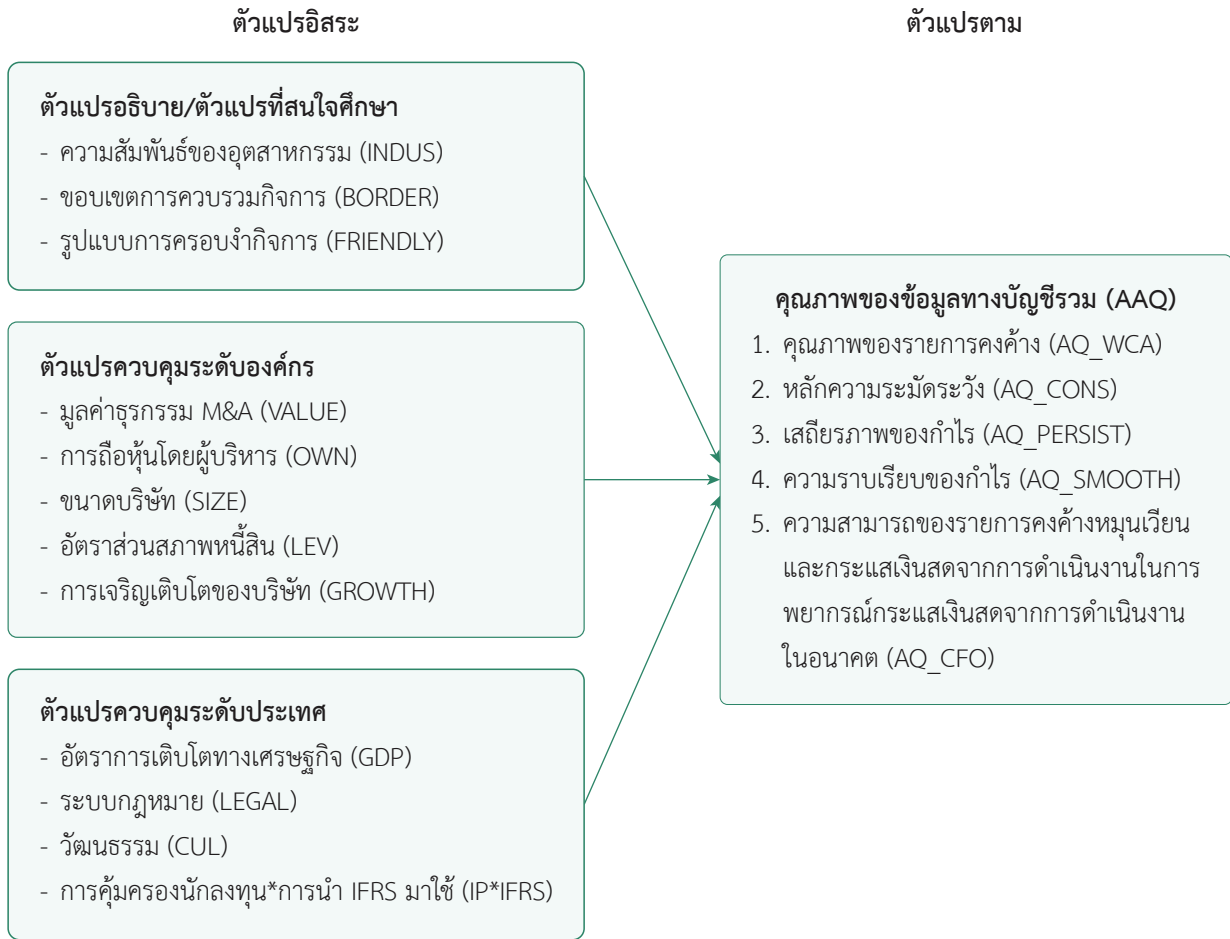 ตัวแปรอิสระ
ตัวแปรตาม
ตัวแปรอธิบาย/ตัวแปรที่สนใจศึกษา
- ความสัมพันธ์ของอุตสาหกรรม (INDUS)
- ขอบเขตการควบรวมกิจการ (BORDER)
- รูปแบบการครอบงำกิจการ (FRIENDLY)
ตัวแปรควบคุมระดับองค์กร
- มูลค่าธุรกรรม M&A (VALUE)
- การถือหุ้นโดยผู้บริหาร (OWN)
- ขนาดบริษัท (SIZE)
- อัตราส่วนสภาพหนี้สิน (LEV)
- การเจริญเติบโตของบริษัท (GROWTH)
ตัวแปรควบคุมระดับประเทศ
- อัตราการเติบโตทางเศรษฐกิจ (GDP)
- ระบบกฎหมาย (LEGAL)
- วัฒนธรรม (CUL)
- การคุ้มครองนักลงทุน*การนำ IFRS มาใช้ (IP*IFRS)
คุณภาพของข้อมูลทางบัญชีรวม (AAQ)
1. คุณภาพของรายการคงค้าง (AQ_WCA)
2. หลักความระมัดระวัง (AQ_CONS)
3. เสถียรภาพของกำไร (AQ_PERSIST)
4. ความราบเรียบของกำไร (AQ_SMOOTH)
5. ความสามารถของรายการคงค้างหมุนเวียน
และกระแสเงินสดจากการดำเนินงานในการ
พยากรณ์กระแสเงินสดจากการดำเนินงาน
ในอนาคต (AQ_CFO)